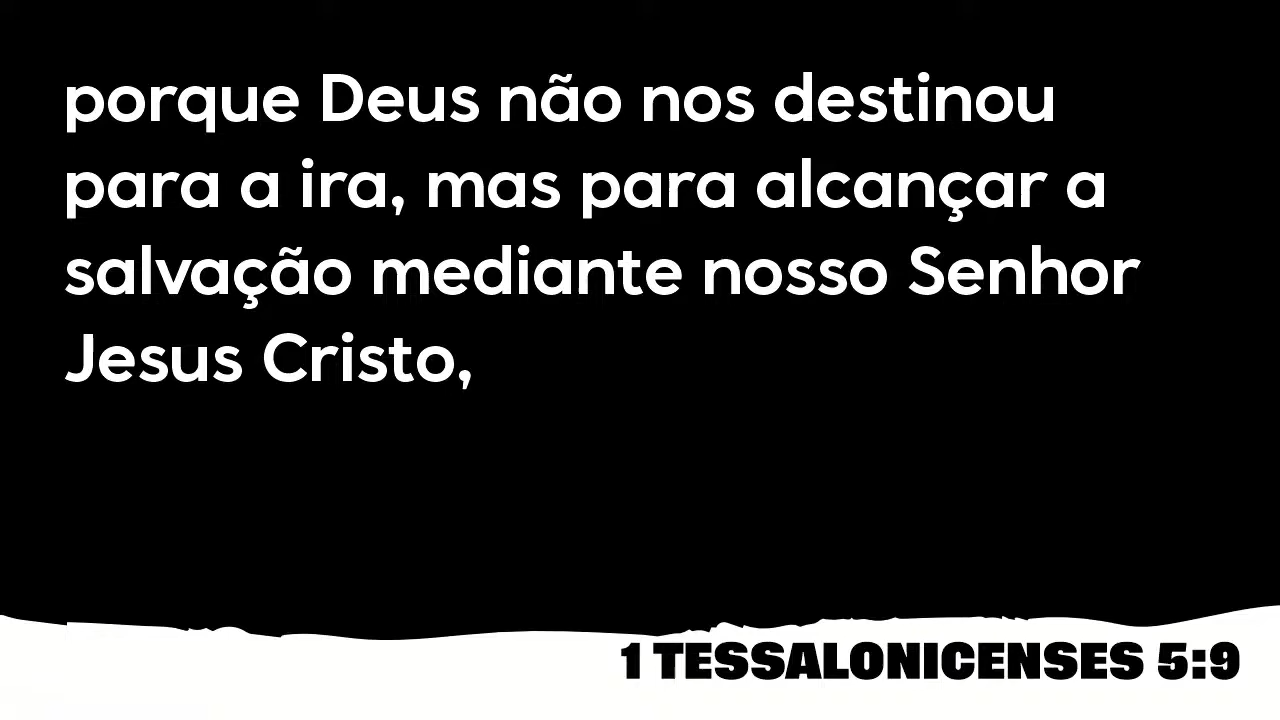 porque Deus não nos destinou
para a ira, mas para alcançar a
salvação mediante nosso Senhor
Jesus Cristo,
1 TESSALONICENSES 5:9